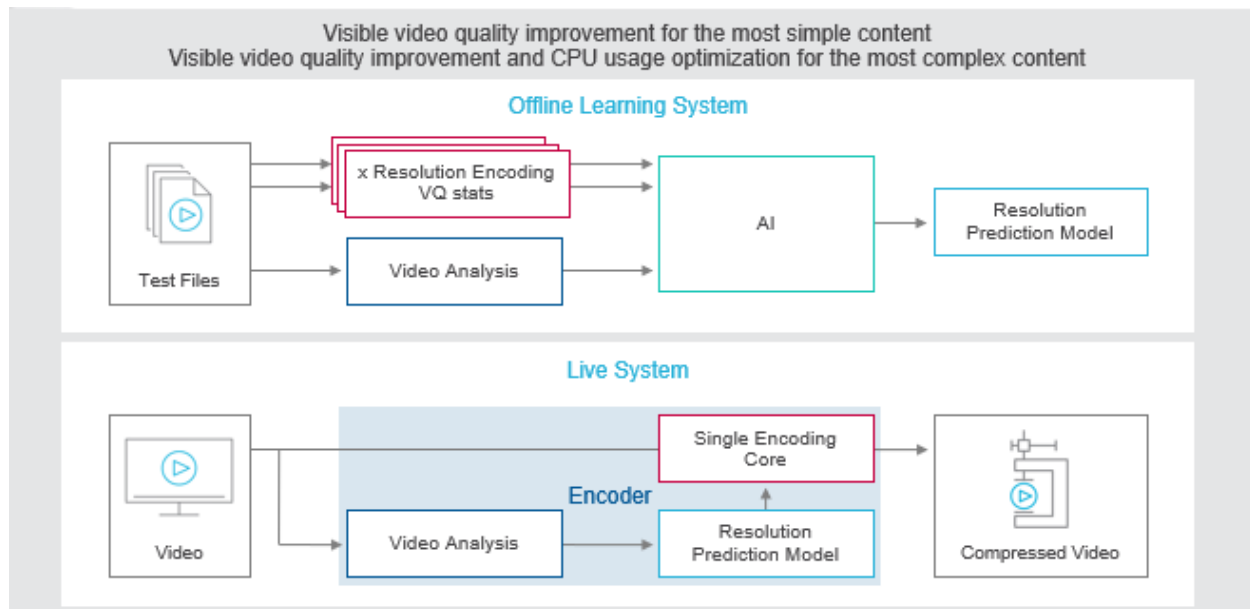 Visible video quality improvement for the most simple content
Visible video quality improvement and CPU usage optimization for the most complex content
Offline Learning System
x Resolution Encoding
VQ stats
AI
Resolution
Prediction Model
Video Analysis
Test Files
Live System
Single Encoding
Core
Encoder
Video Analysis
Resolution
Prediction Model
Video
Compressed Video